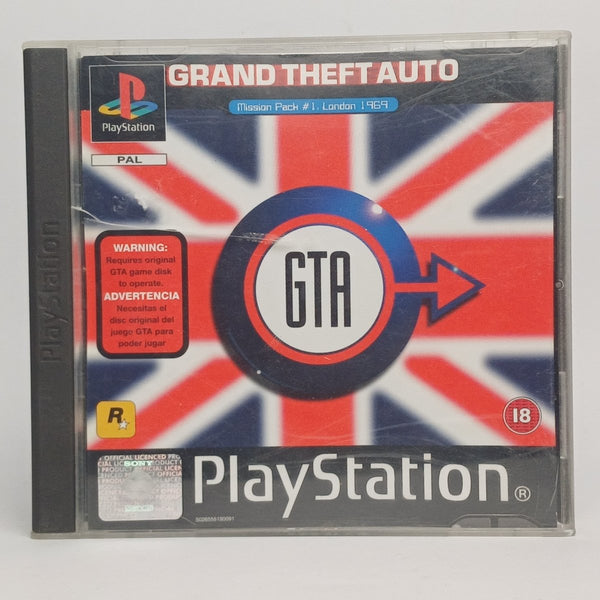 GRAND THEFT AUTO
Mission Pack #1, London 1969
PlayStation
PAL
PlayStation
WARNING:
Requires original
GTA game disk
to operate.
ADVERTENCIA
Necesitas el
disc original del
juego GTA para
poder jugar
GTA
R
18
SONY
PlayStation®